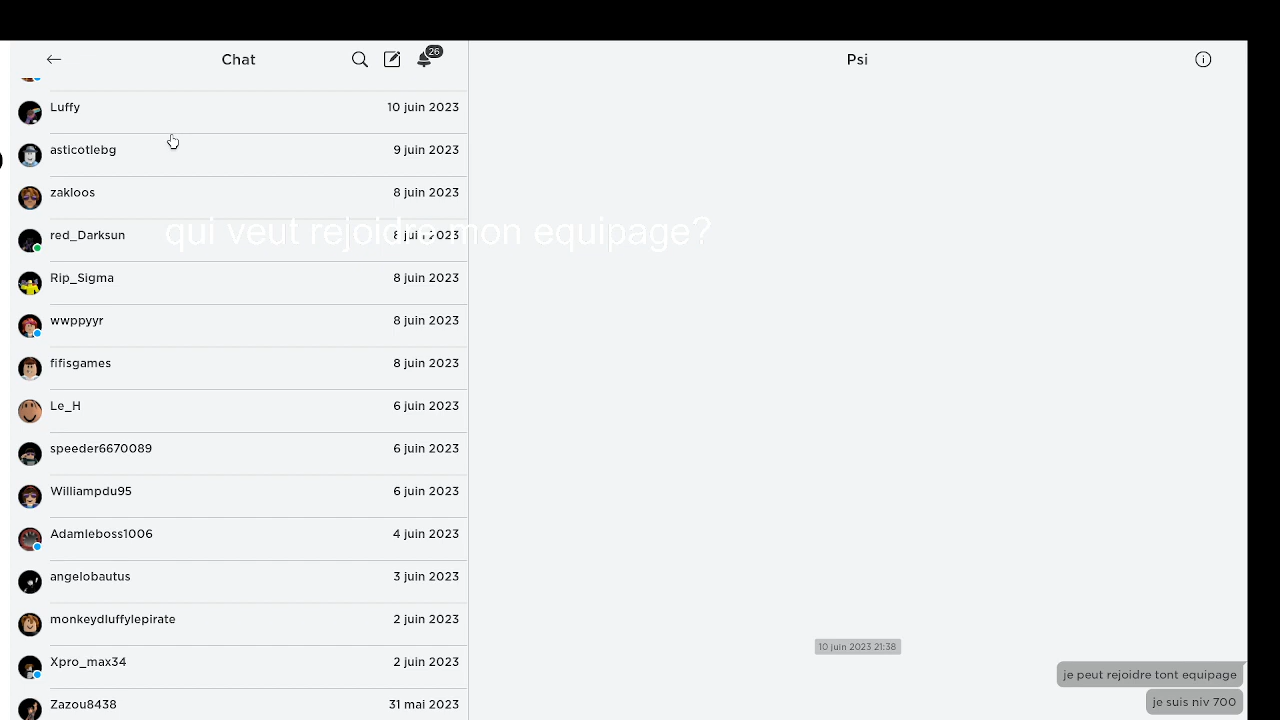 Chat
26
Psi
Luffy 10 juin 2023
asticotlebg 9 juin 2023
zakloos 8 juin 2023
qui veut rejoidre mon equipage?
red_Darksun 8 juin 2023
Rip_Sigma 8 juin 2023
wwppyyr 8 juin 2023
fifisgames 8 juin 2023
Le_H 6 juin 2023
speeder6670089 6 juin 2023
Williampdu95 6 juin 2023
Adamleboss1006 4 juin 2023
angelobautus 3 juin 2023
monkeydluffylepirate 2 juin 2023
Xpro_max34 2 juin 2023
Zazou8438 31 mai 2023
10 juin 2023 21:38
je peut rejoidre tont equipage
je suis niv 700